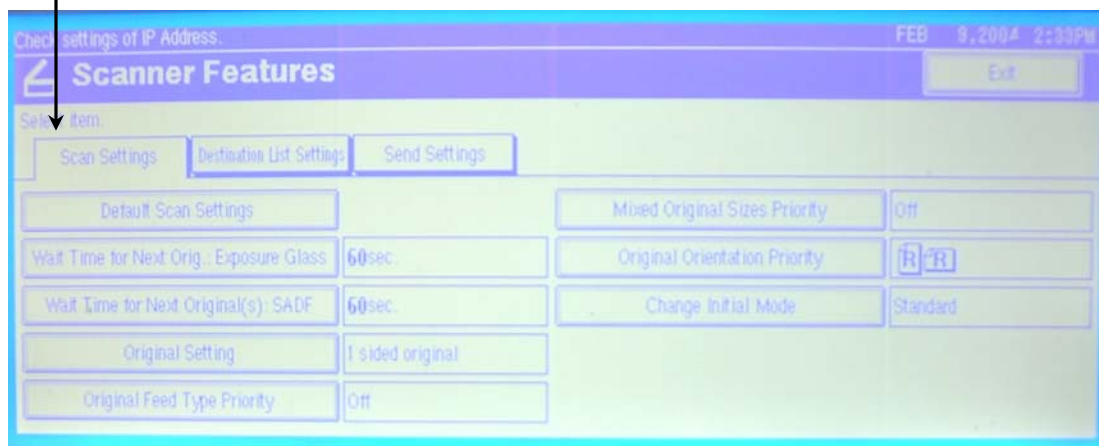 Check settings of IP Address.
FEB 9,2004 2:33PM
Scanner Features
Exit
Select item.
Scan Settings
Destination List Settings
Send Settings
Default Scan Settings
Wait Time for Next Orig.: Exposure Glass
60sec.
Wait Time for Next Original(s): SADF
60sec.
Original Setting
1 sided original
Original Feed Type Priority
Off
Mixed Original Sizes Priority
Off
Original Orientation Priority
R R
Change Initial Mode
Standard